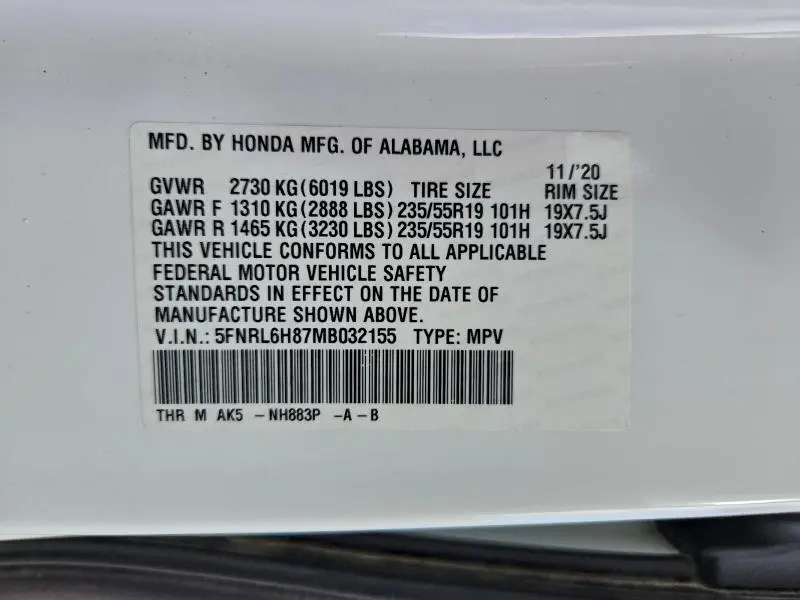 MFD. BY HONDA MFG. OF ALABAMA, LLC
11/'20
GVWR 2730 KG(6019 LBS) TIRE SIZE RIM SIZE
GAWR F 1310 KG(2888 LBS) 235/55R19 101H 19X7.5J
GAWR R 1465 KG(3230 LBS) 235/55R19 101H 19X7.5J
THIS VEHICLE CONFORMS TO ALL APPLICABLE
FEDERAL MOTOR VEHICLE SAFETY
STANDARDS IN EFFECT ON THE DATE OF
MANUFACTURE SHOWN ABOVE.
V.I.N.: 5FNRL6H87MB032155 TYPE: MPV
THR M AK5 -NH883P -A -B